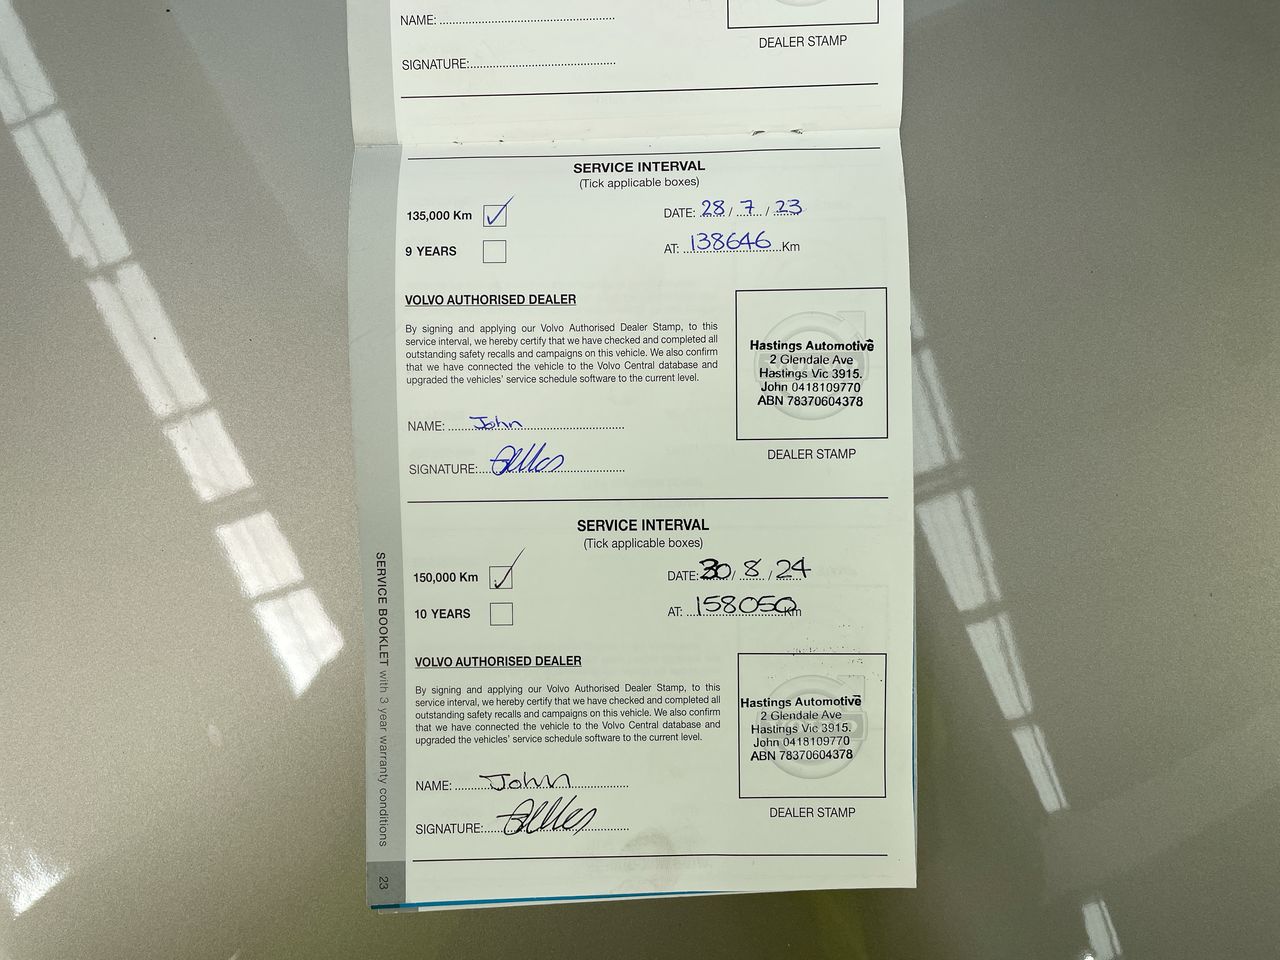 NAME:
SIGNATURE:
DEALER STAMP
SERVICE INTERVAL
(Tick applicable boxes)
135,000 Km
DATE: 28 / 7 / 23
9 YEARS
AT: 138646 Km
VOLVO AUTHORISED DEALER
By signing and applying our Volvo Authorised Dealer Stamp, to this
service interval, we hereby certify that we have checked and completed all
outstanding safety recalls and campaigns on this vehicle. We also confirm
that we have connected the vehicle to the Volvo Central database and
upgraded the vehicles' service schedule software to the current level.
Hastings Automotive
2 Glendale Ave
Hastings Vic 3915.
John 0418109770
ABN 78370604378
NAME: John
SIGNATURE:
DEALER STAMP
SERVICE INTERVAL
(Tick applicable boxes)
150,000 Km
DATE: 30 / 8 / 24
10 YEARS
AT: 158050 Km
VOLVO AUTHORISED DEALER
By signing and applying our Volvo Authorised Dealer Stamp, to this
service interval, we hereby certify that we have checked and completed all
outstanding safety recalls and campaigns on this vehicle. We also confirm
that we have connected the vehicle to the Volvo Central database and
upgraded the vehicles' service schedule software to the current level.
Hastings Automotive
2 Glendale Ave
Hastings Vic 3915.
John 0418109770
ABN 78370604378
NAME: John
SIGNATURE:
DEALER STAMP
SERVICE BOOKLET with 3 year warranty conditions
23